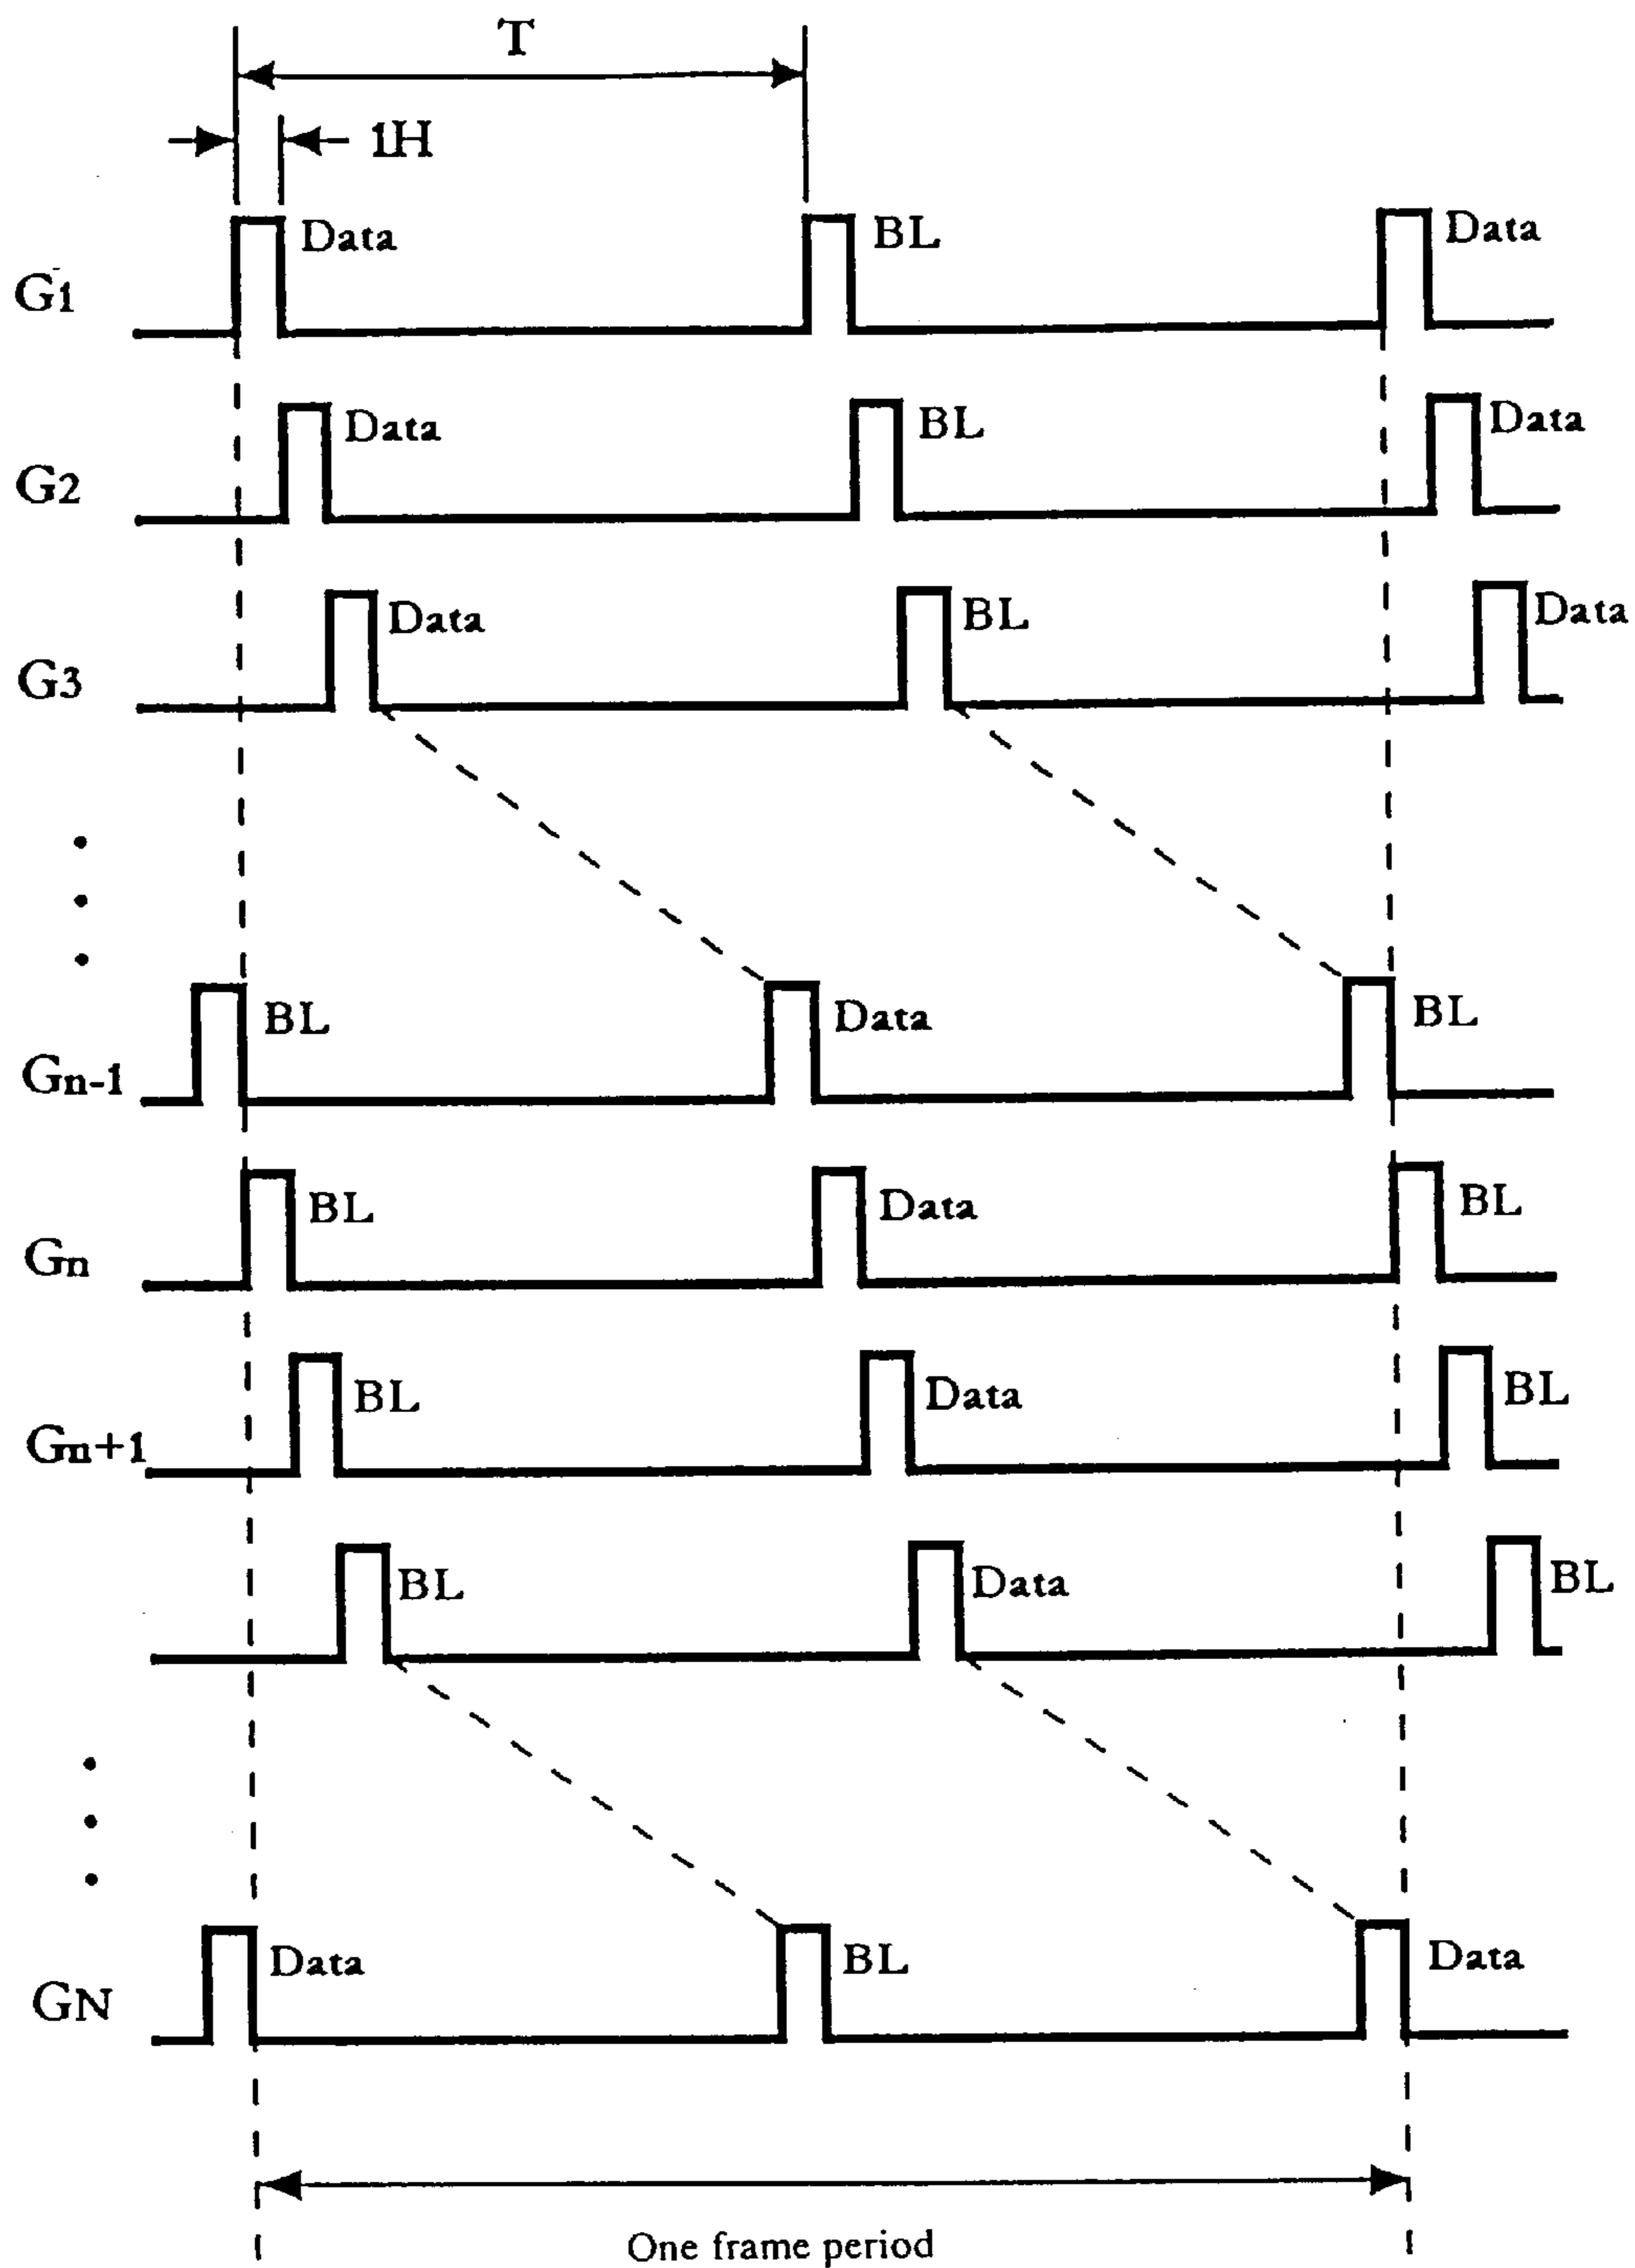 T
1H
Data BL Data
G1
Data BL Data
G2
Data BL Data
G3
BL Data BL
Gn-1
BL Data BL
Gn
BL Data BL
Gn+1
BL Data BL
Data BL Data
GN
One frame period